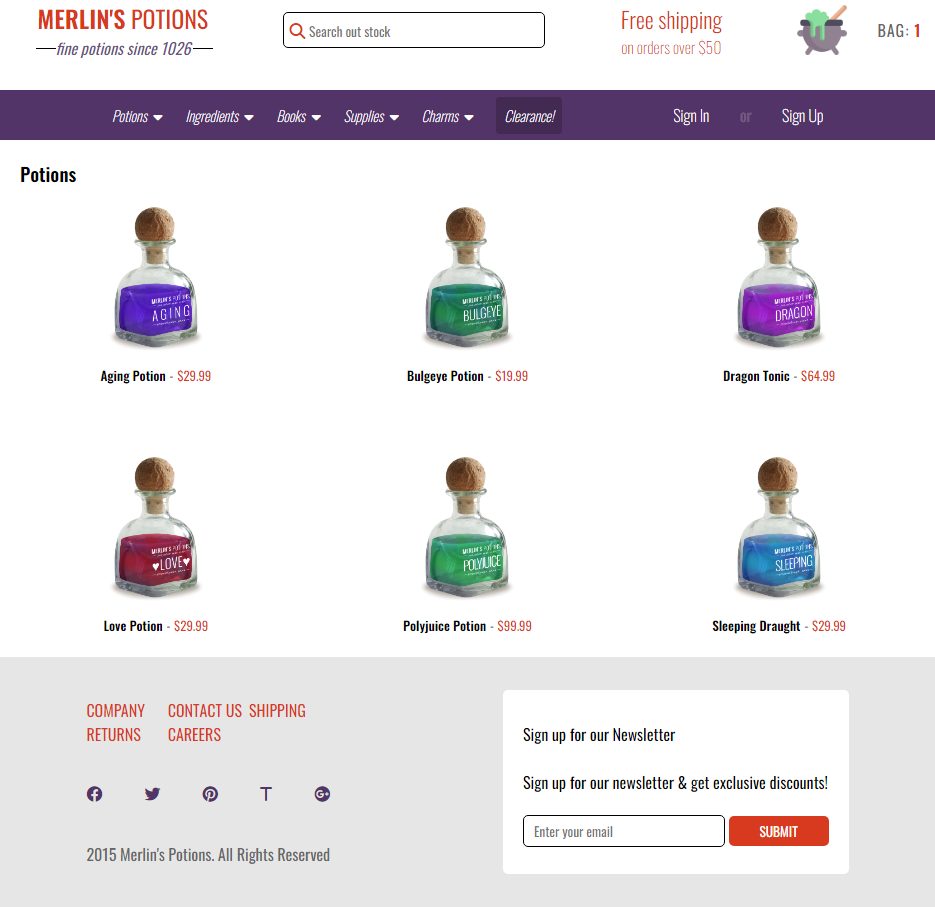 MERLIN'S POTIONS
fine potions since 1026
Search out stock
Free shipping
on orders over $50
BAG: 1
Potions Ingredients Books Supplies Charms Clearance! Sign In or Sign Up
Potions
MERLIN'S POTIONS
AGING
MERLIN'S POTIONS
BULGEYE
MERLIN'S POTIONS
DRAGON
Aging Potion - $29.99
Bulgeye Potion - $19.99
Dragon Tonic - $64.99
MERLIN'S POTIONS
♥LOVE♥
MERLIN'S POTIONS
POLYJUICE
MERLIN'S POTIONS
SLEEPING
Love Potion - $29.99
Polyjuice Potion - $99.99
Sleeping Draught - $29.99
COMPANY CONTACT US SHIPPING
RETURNS CAREERS
2015 Merlin's Potions. All Rights Reserved
Sign up for our Newsletter
Sign up for our newsletter & get exclusive discounts!
Enter your email
SUBMIT